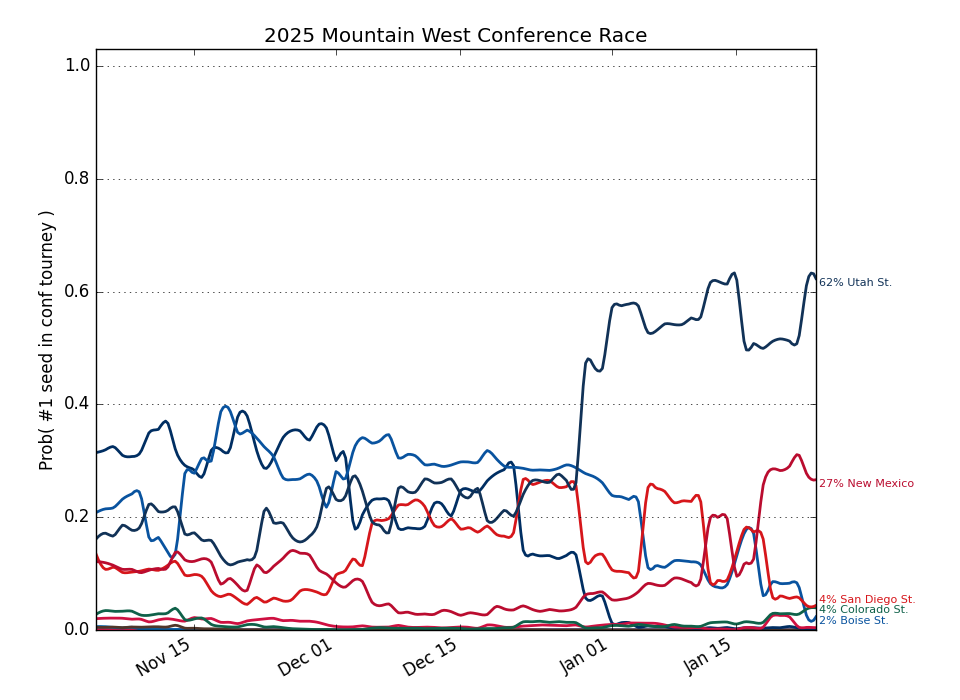 2025 Mountain West Conference Race
Prob( #1 seed in conf tourney )
1.0
0.8
0.6
0.4
0.2
0.0
62% Utah St.
27% New Mexico
4% San Diego St.
4% Colorado St.
2% Boise St.
Nov 15
Dec 01
Dec 15
Jan 01
Jan 15